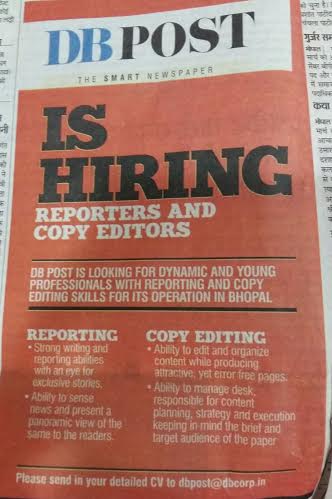 DB POST
THE SMART NEWSPAPER
IS
HIRING
REPORTERS AND
COPY EDITORS
DB POST IS LOOKING FOR DYNAMIC AND YOUNG
PROFESSIONALS WITH REPORTING AND COPY
EDITING SKILLS FOR ITS OPERATION IN BHOPAL
REPORTING
• Strong writing and
reporting abilities
with an eye for
exclusive stories.
• Ability to sense
news and present a
panoramic view of the
same to the readers.
COPY EDITING
• Ability to edit and organize
content while producing
attractive, yet error free pages.
• Ability to manage desk,
responsible for content
planning, strategy and execution
keeping in mind the brief and
target audience of the paper
Please send in your detailed CV to dbpost@dbcorp.in